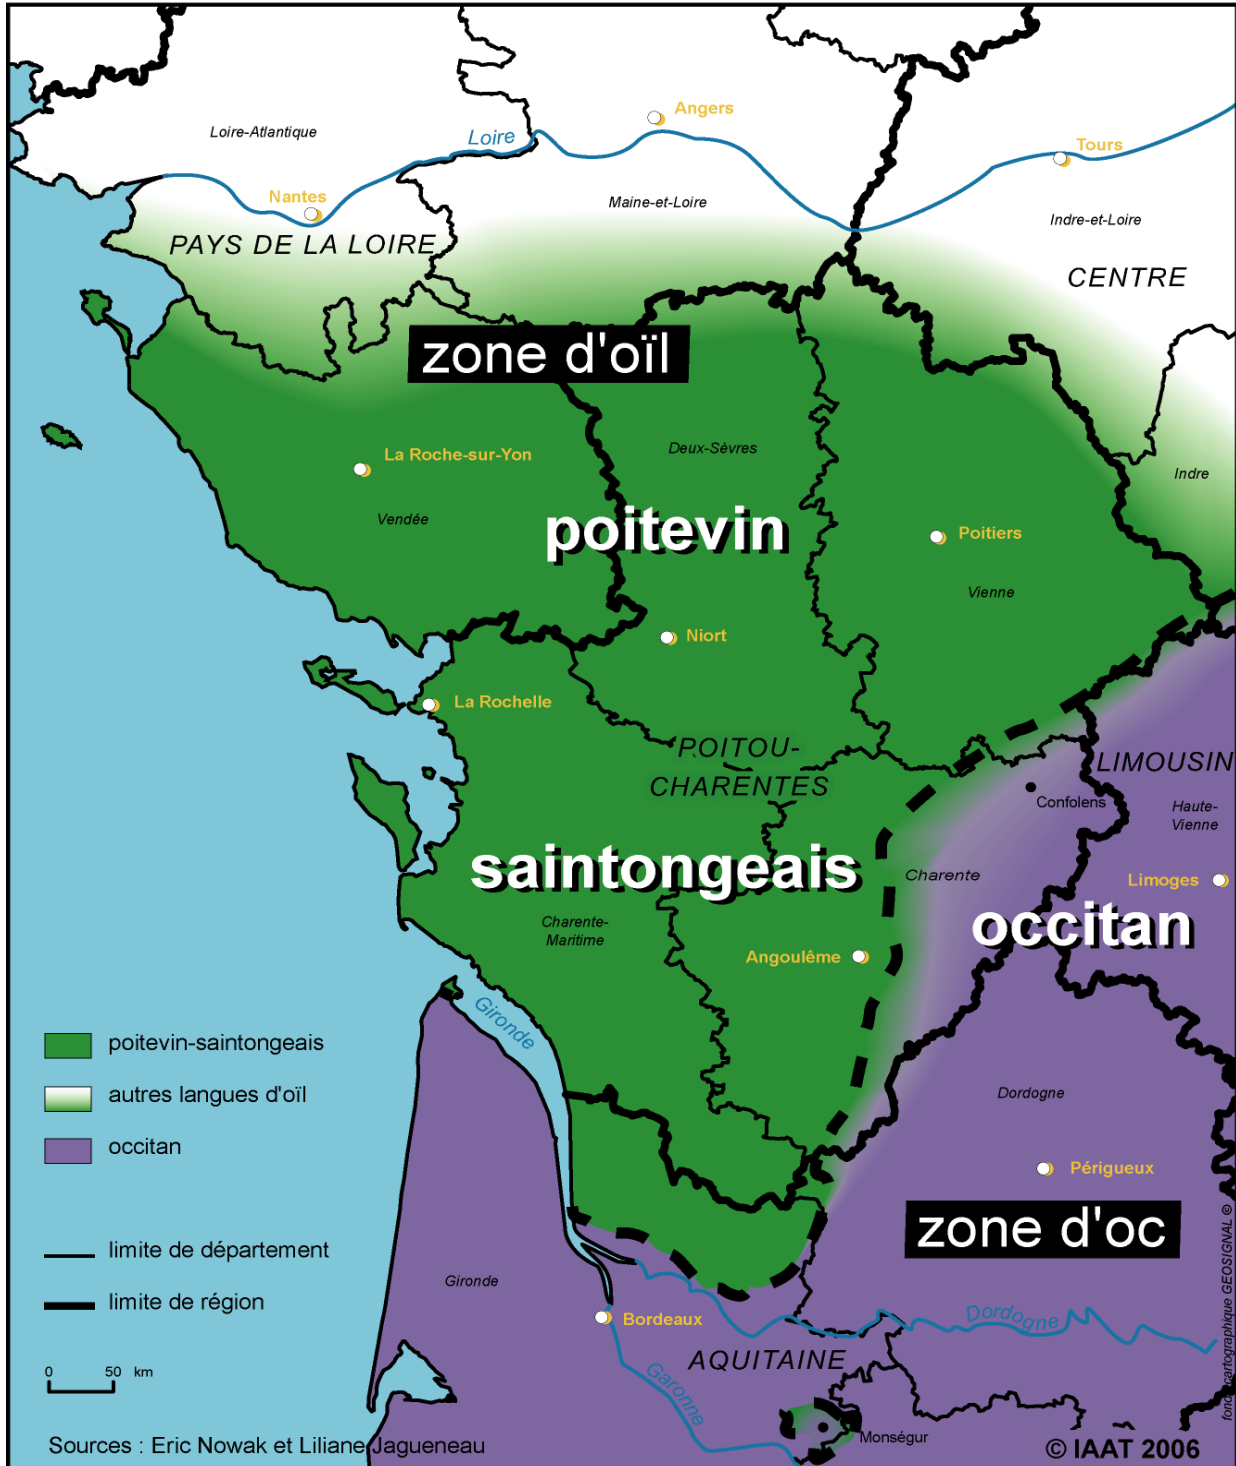 Angers
Loire-Atlantique
Loire
Tours
Nantes
Maine-et-Loire
Indre-et-Loire
PAYS DE LA LOIRE
CENTRE
zone d'oïl
La Roche-sur-Yon
Deux-Sèvres
Indre
Vendée
poitevin
Poitiers
Vienne
Niort
La Rochelle
POITOU-
CHARENTES
LIMOUSIN
Confolens
Haute-
Vienne
saintongeais
Charente
Limoges
Charente-
Maritime
occitan
Angoulême
Gironde
poitevin-saintongeais
autres langues d'oïl
occitan
Dordogne
Périgueux
zone d'oc
limite de département
limite de région
Gironde
Bordeaux
Dordogne
AQUITAINE
0 50 km
Garonne
Monségur
Sources : Eric Nowak et Liliane Jagueneau
© IAAT 2006
fond cartographique GEOSIGNAL ©